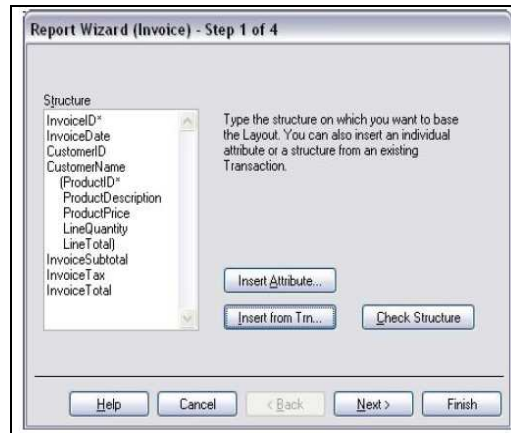 Report Wizard (Invoice) - Step 1 of 4
Structure
InvoiceID*
InvoiceDate
CustomerID
CustomerName
(ProductID*
ProductDescription
ProductPrice
LineQuantity
LineTotal)
InvoiceSubtotal
InvoiceTax
InvoiceTotal
Type the structure on which you want to base
the Layout. You can also insert an individual
attribute or a structure from an existing
Transaction.
Insert Attribute...
Insert from Trn...
Check Structure
Help
Cancel
< Back
Next >
Finish